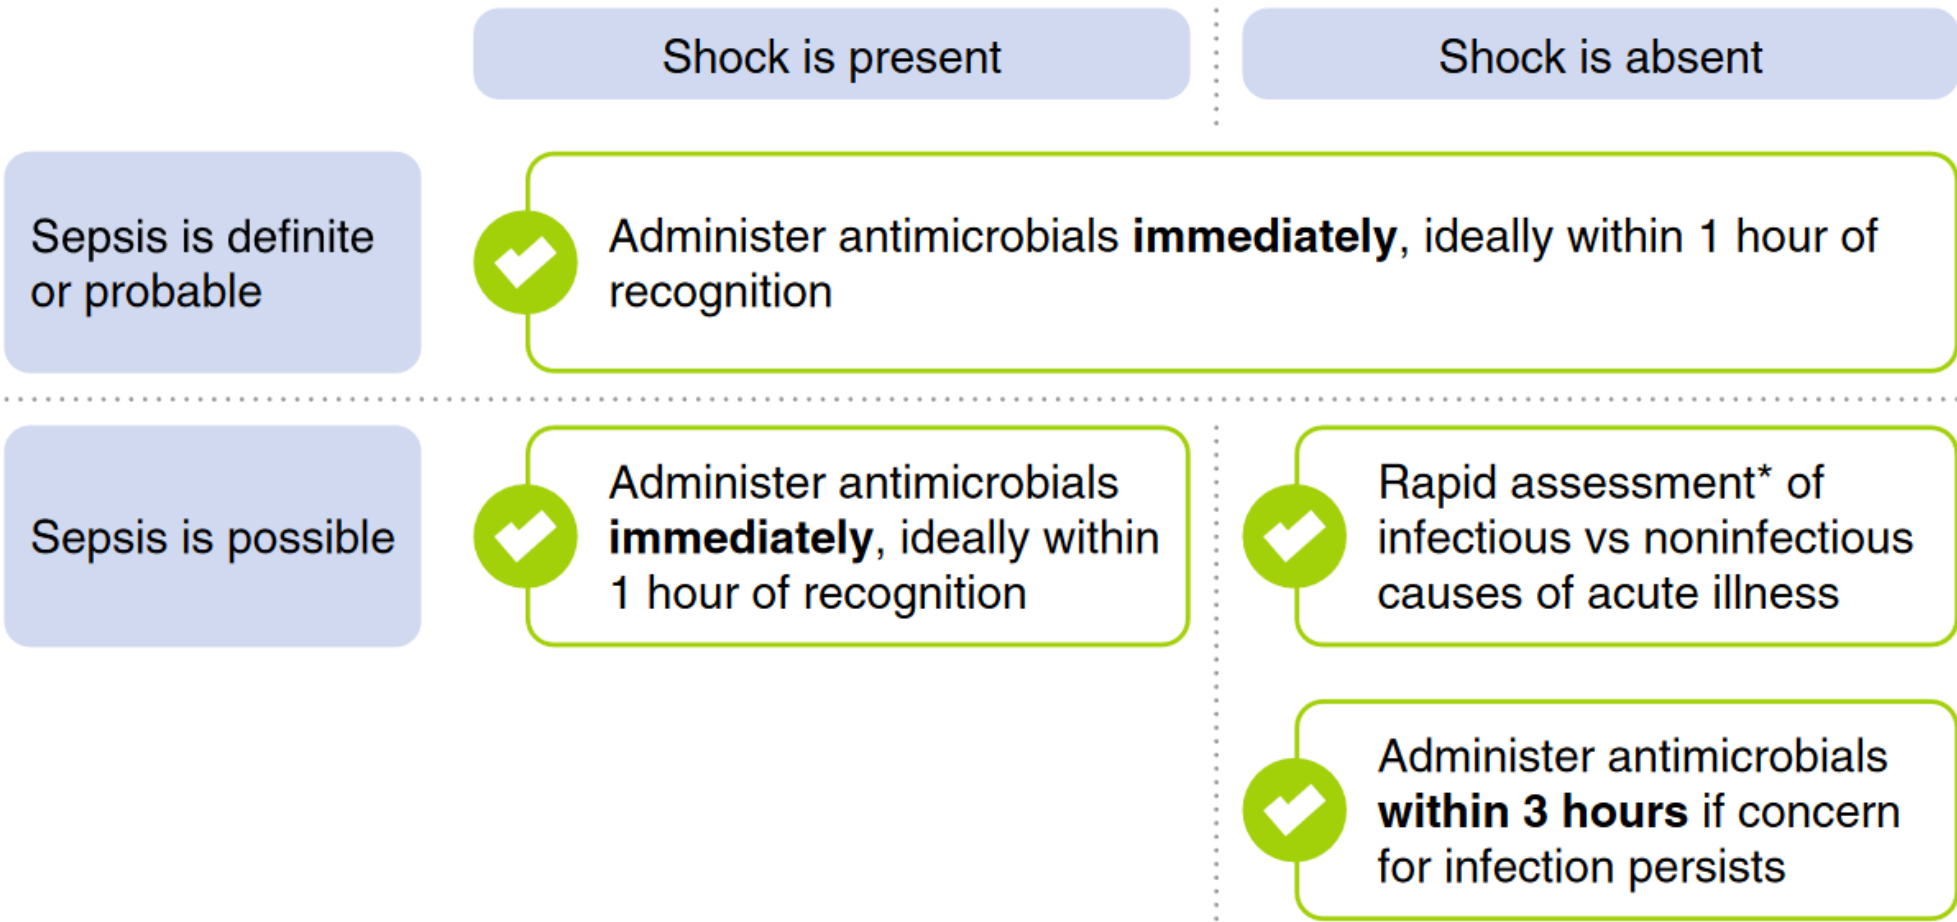 Shock is present
Shock is absent
Sepsis is definite
or probable
Administer antimicrobials immediately, ideally within 1 hour of
recognition
Sepsis is possible
Administer antimicrobials
immediately, ideally within
1 hour of recognition
Rapid assessment* of
infectious vs noninfectious
causes of acute illness
Administer antimicrobials
within 3 hours if concern
for infection persists